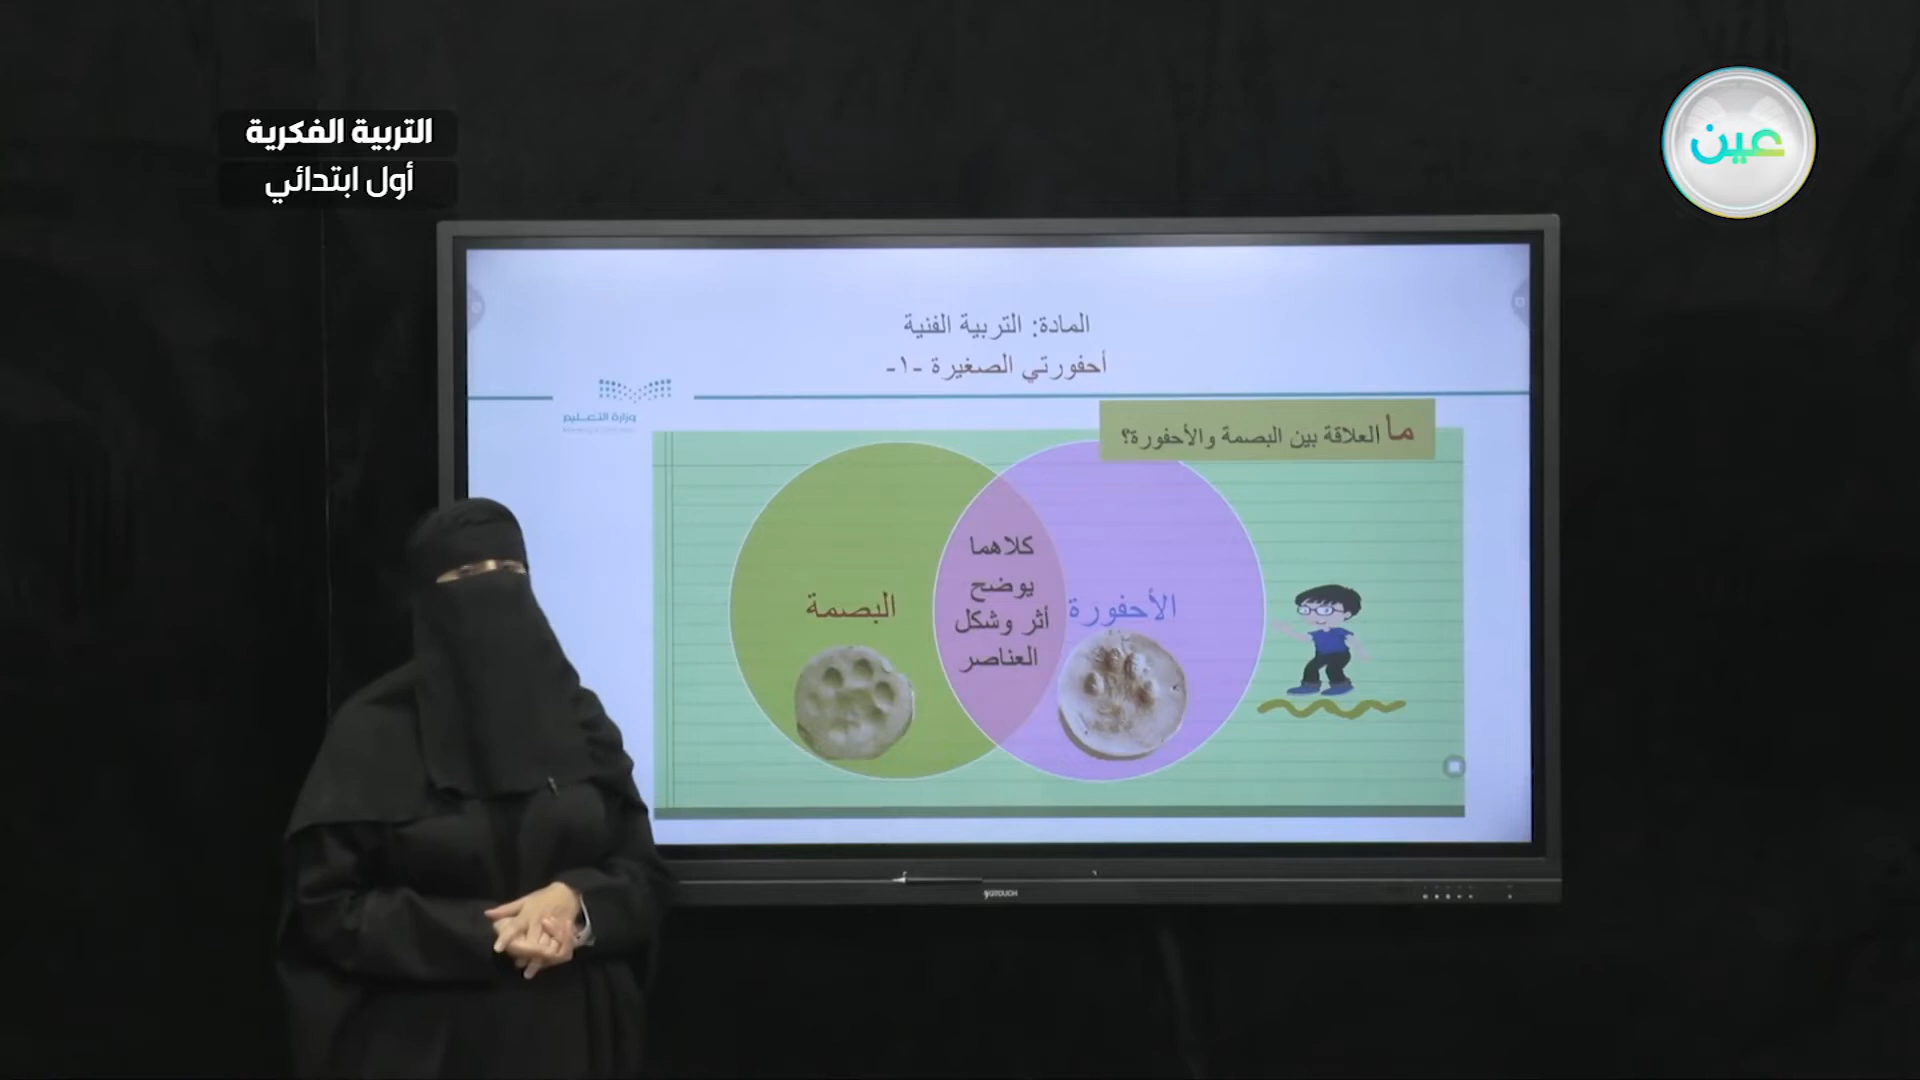 التربية الفكرية
أول ابتدائي
عين
المادة: التربية الفنية
أحفورتي الصغيرة -١-
وزارة التعليم
ما العلاقة بين البصمة والأحفورة؟
الأحفورة
كلاهما
يوضح
أثر وشكل
العناصر
البصمة